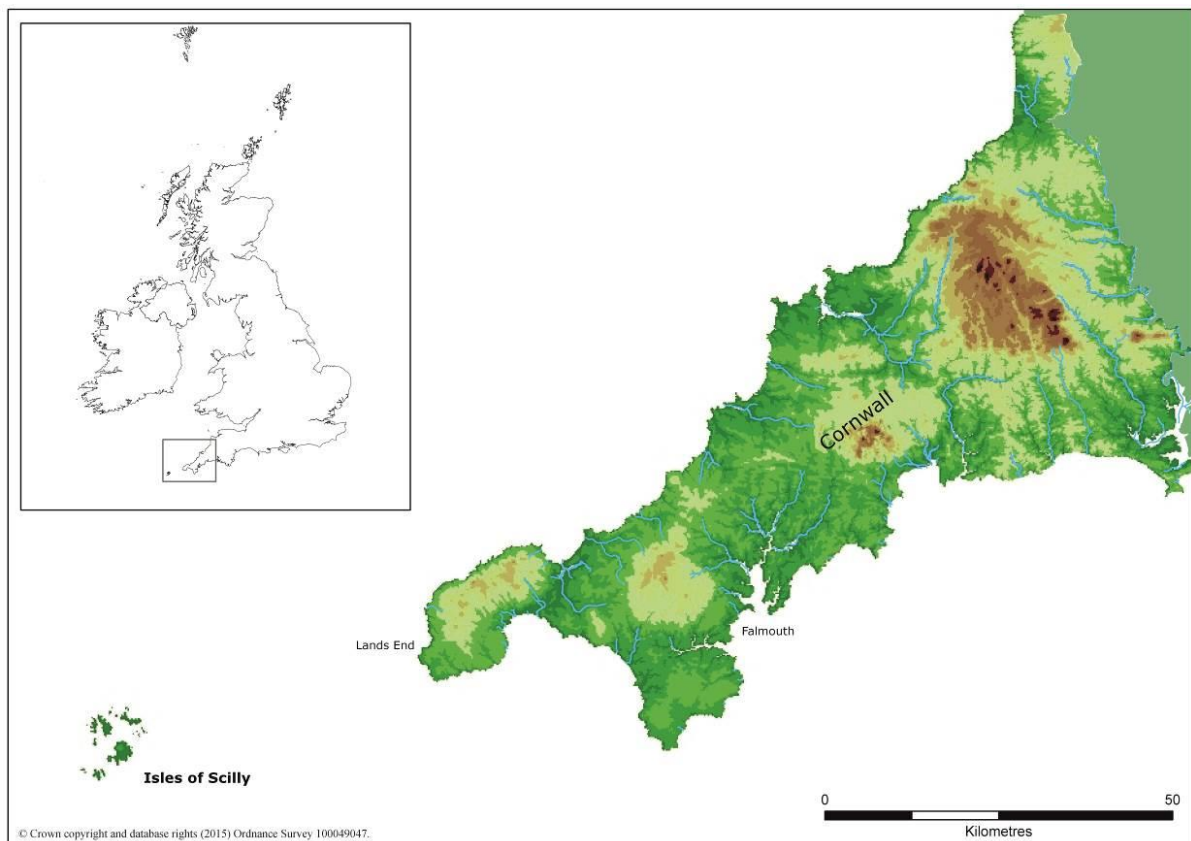 Cornwall
Lands End
Falmouth
Isles of Scilly
0 50
Kilometres
© Crown copyright and database rights (2015) Ordnance Survey 100049047.